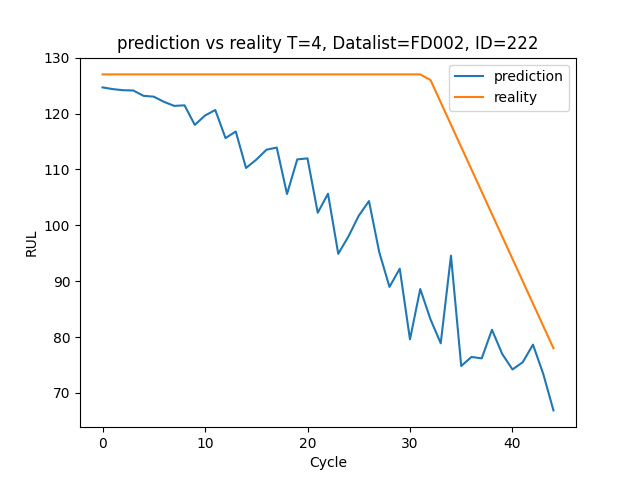 prediction vs reality T=4, Datalist=FD002, ID=222
prediction
reality
RUL
130
120
110
100
90
80
70
0 10 20 30 40
Cycle